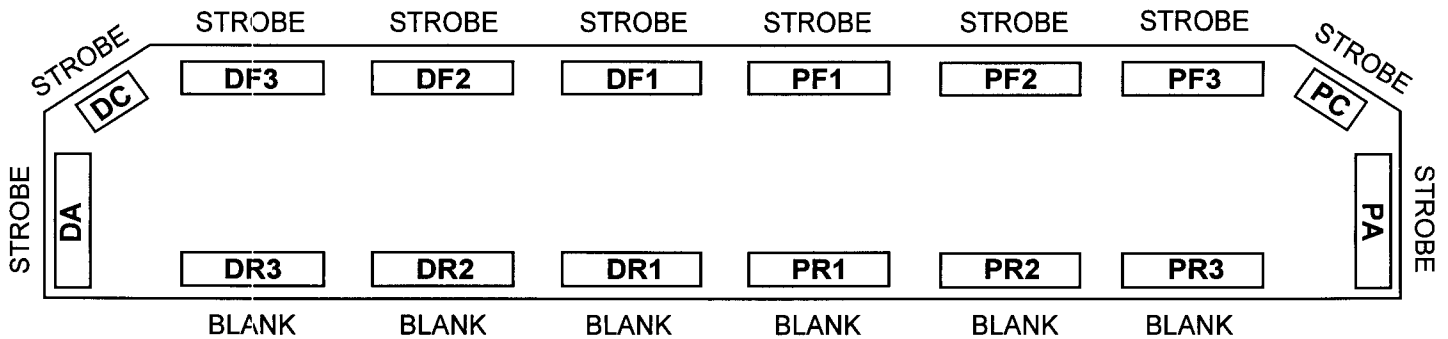 STROBE STROBE STROBE STROBE STROBE STROBE
STROBE STROBE
DC DF3 DF2 DF1 PF1 PF2 PF3 PC
STROBE DA PA STROBE
DR3 DR2 DR1 PR1 PR2 PR3
BLANK BLANK BLANK BLANK BLANK BLANK